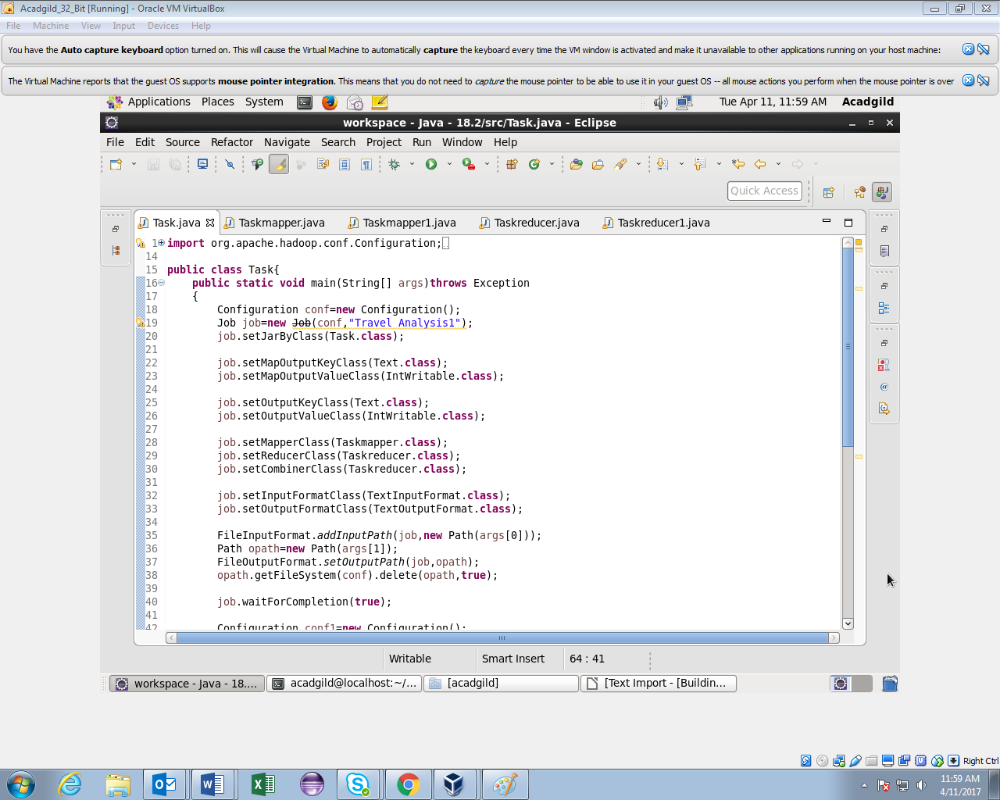 Acadgild_32_Bit [Running] - Oracle VM VirtualBox
File Machine View Input Devices Help
You have the Auto capture keyboard option turned on. This will cause the Virtual Machine to automatically capture the keyboard every time the VM window is activated and make it unavailable to other applications running on your host machine:
The Virtual Machine reports that the guest OS supports mouse pointer integration. This means that you do not need to capture the mouse pointer to be able to use it in your guest OS -- all mouse actions you perform when the mouse pointer is over
Applications Places System Tue Apr 11, 11:59 AM Acadgild
workspace - Java - 18.2/src/Task.java - Eclipse
File Edit Source Refactor Navigate Search Project Run Window Help
Quick Access
Task.java Taskmapper.java Taskmapper1.java Taskreducer.java Taskreducer1.java
1 import org.apache.hadoop.conf.Configuration;
14
15 public class Task{
16 public static void main(String[] args)throws Exception
17 {
18 Configuration conf=new Configuration();
19 Job job=new Job(conf,"Travel Analysis1");
20 job.setJarByClass(Task.class);
21
22 job.setMapOutputKeyClass(Text.class);
23 job.setMapOutputValueClass(IntWritable.class);
24
25 job.setOutputKeyClass(Text.class);
26 job.setOutputValueClass(IntWritable.class);
27
28 job.setMapperClass(Taskmapper.class);
29 job.setReducerClass(Taskreducer.class);
30 job.setCombinerClass(Taskreducer.class);
31
32 job.setInputFormatClass(TextInputFormat.class);
33 job.setOutputFormatClass(TextOutputFormat.class);
34
35 FileInputFormat.addInputPath(job,new Path(args[0]));
36 Path opath=new Path(args[1]);
37 FileOutputFormat.setOutputPath(job,opath);
38 opath.getFileSystem(conf).delete(opath,true);
39
40 job.waitForCompletion(true);
41
42 Configuration conf1=new Configuration();
Writable Smart Insert 64 : 41
workspace - Java - 18.... acadgild@localhost:~/... [acadgild] [Text Import - [Buildin...
Right Ctrl
11:59 AM
4/11/2017